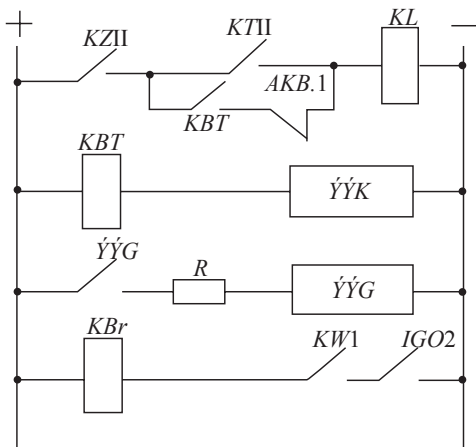 + KZII KTII KL —
KBT AKB.1
KBT ÝÝK
ÝÝG R ÝÝG
KBr KW1 IGO2